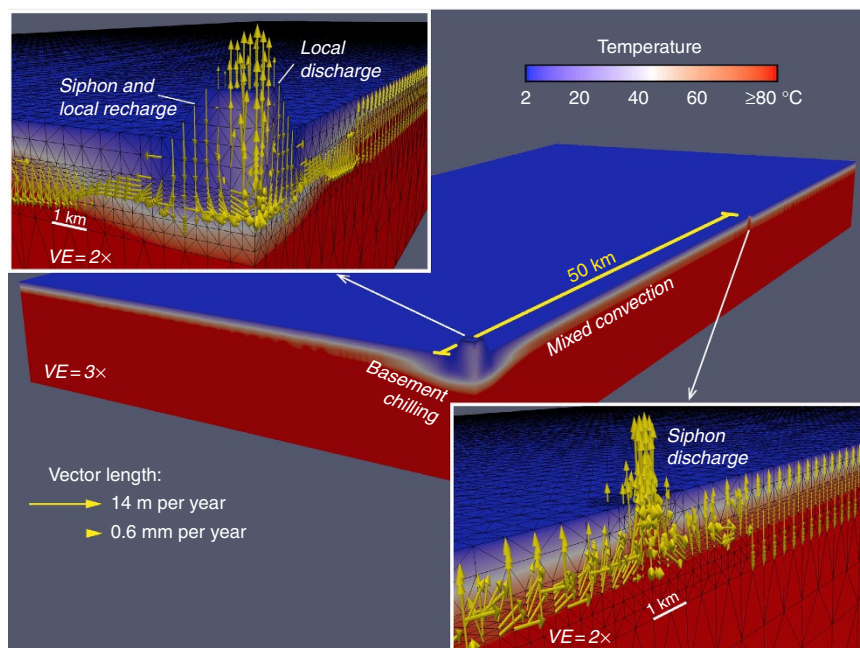 Siphon and
local recharge
Local
discharge
1 km
VE = 2×
Temperature
2 20 40 60 ≥80 °C
50 km
Mixed convection
Basement
chilling
VE = 3×
Vector length:
14 m per year
0.6 mm per year
Siphon
discharge
1 km
VE = 2×